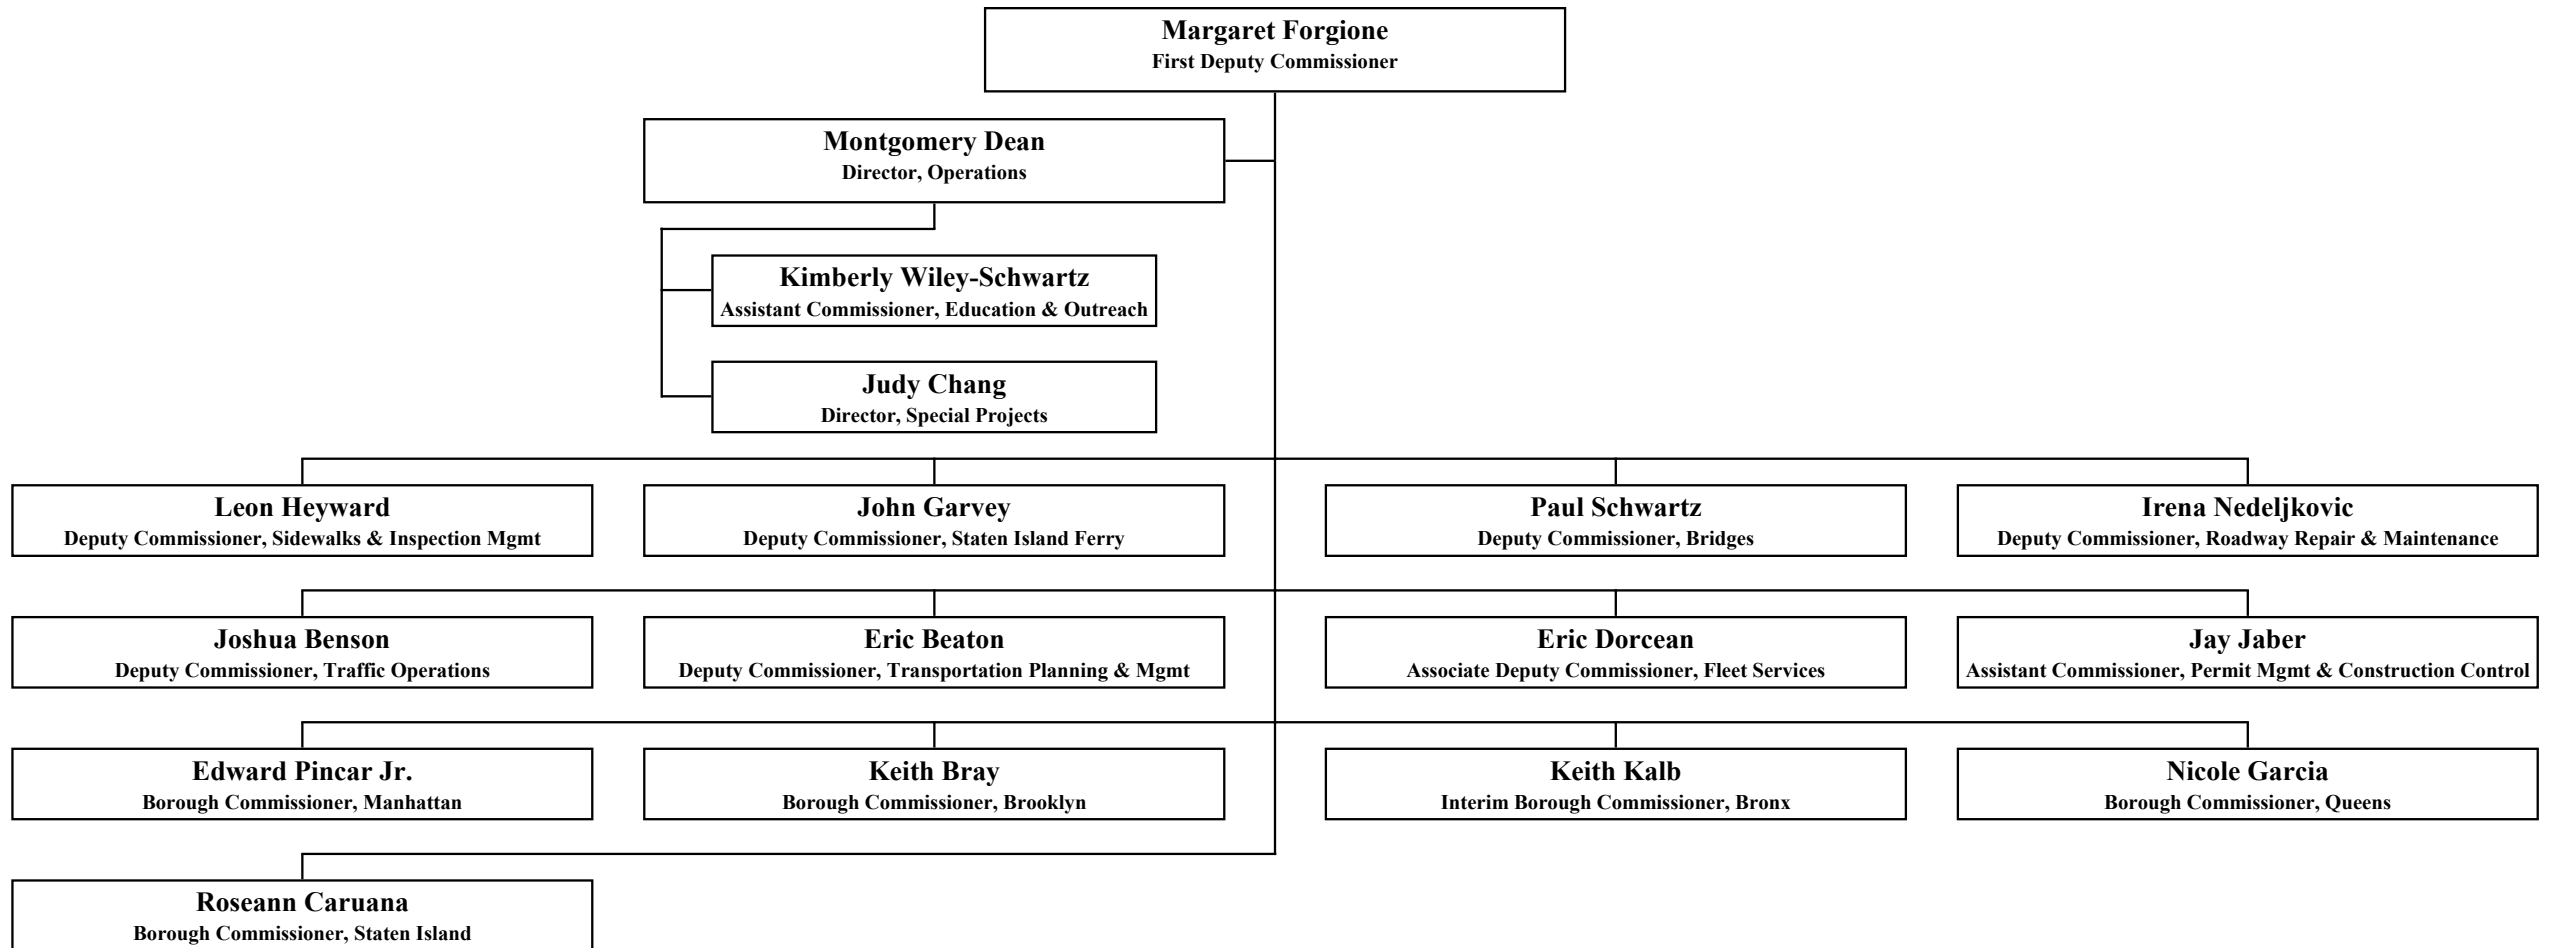 Margaret Forgione
First Deputy Commissioner
Montgomery Dean
Director, Operations
Kimberly Wiley-Schwartz
Assistant Commissioner, Education & Outreach
Judy Chang
Director, Special Projects
Leon Heyward
Deputy Commissioner, Sidewalks & Inspection Mgmt
John Garvey
Deputy Commissioner, Staten Island Ferry
Paul Schwartz
Deputy Commissioner, Bridges
Irena Nedeljkovic
Deputy Commissioner, Roadway Repair & Maintenance
Joshua Benson
Deputy Commissioner, Traffic Operations
Eric Beaton
Deputy Commissioner, Transportation Planning & Mgmt
Eric Dorcean
Associate Deputy Commissioner, Fleet Services
Jay Jaber
Assistant Commissioner, Permit Mgmt & Construction Control
Edward Pincar Jr.
Borough Commissioner, Manhattan
Keith Bray
Borough Commissioner, Brooklyn
Keith Kalb
Interim Borough Commissioner, Bronx
Nicole Garcia
Borough Commissioner, Queens
Roseann Caruana
Borough Commissioner, Staten Island